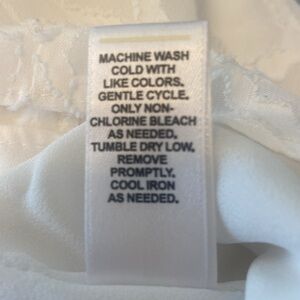 MACHINE WASH
COLD WITH
LIKE COLORS.
GENTLE CYCLE.
ONLY NON-
CHLORINE BLEACH
AS NEEDED.
TUMBLE DRY LOW.
REMOVE
PROMPTLY.
COOL IRON
AS NEEDED.